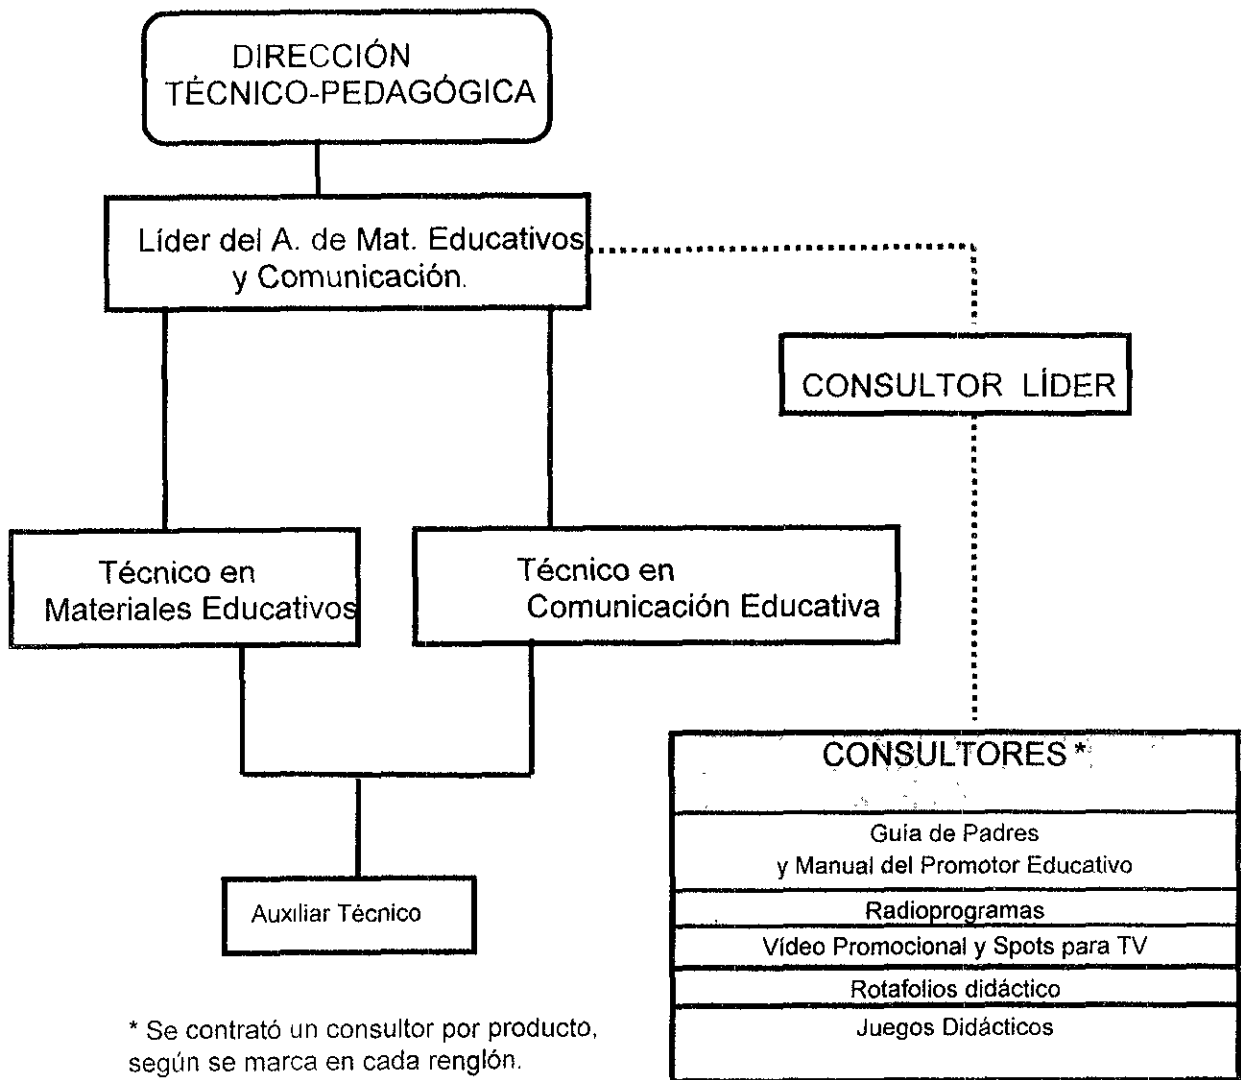 DIRECCIÓN
TÉCNICO-PEDAGÓGICA
Líder del A. de Mat. Educativos
y Comunicación.
CONSULTOR LÍDER
Técnico en
Materiales Educativos
Técnico en
Comunicación Educativa
Auxiliar Técnico
CONSULTORES *
Guía de Padres
y Manual del Promotor Educativo
Radioprogramas
Vídeo Promocional y Spots para TV
Rotafolios didáctico
Juegos Didácticos
* Se contrató un consultor por producto,
según se marca en cada renglón.